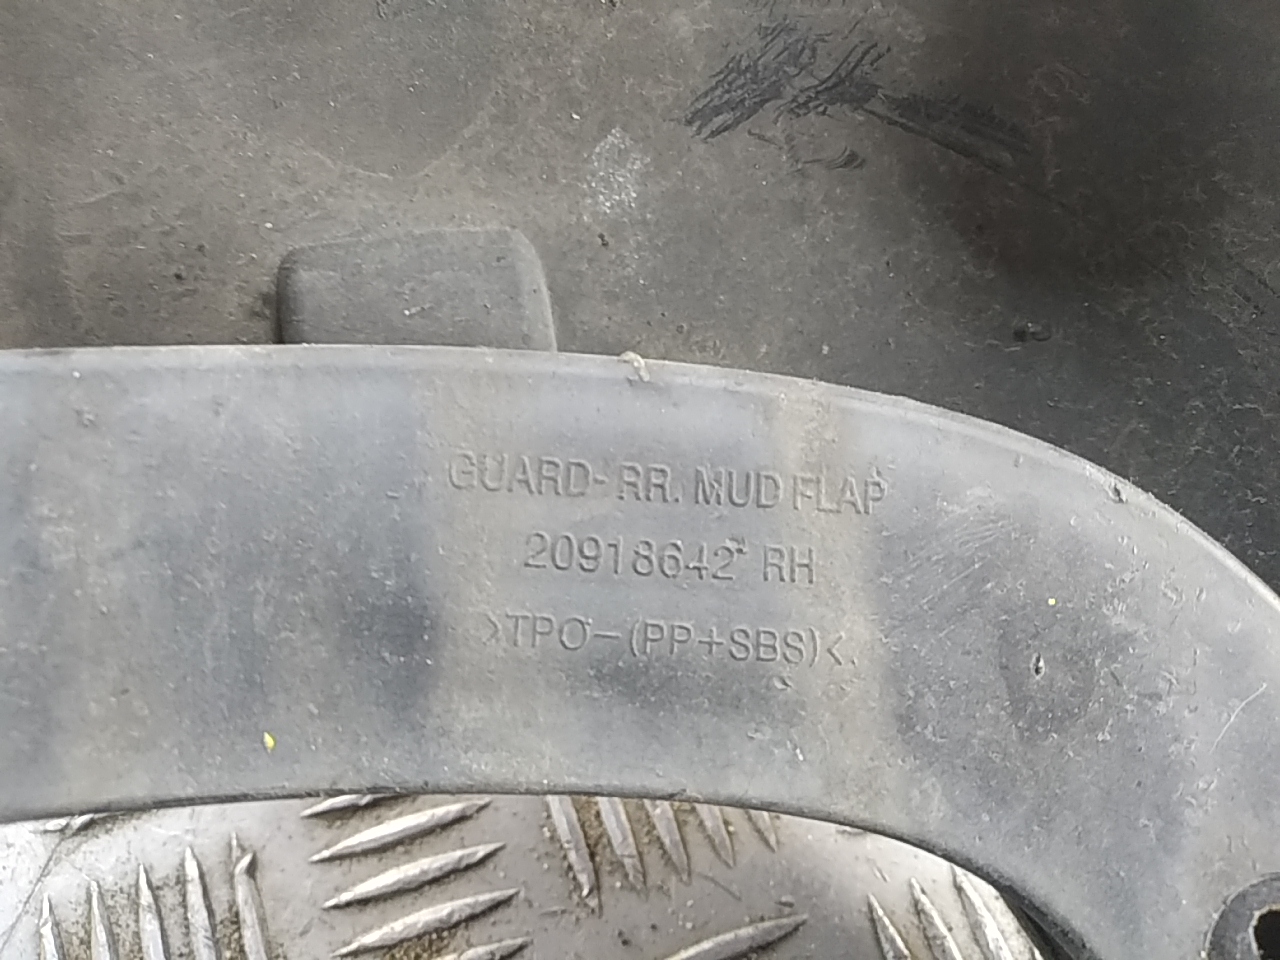 GUARD-RR. MUD FLAP
20918642 RH
>TPO-(PP+SBS)<